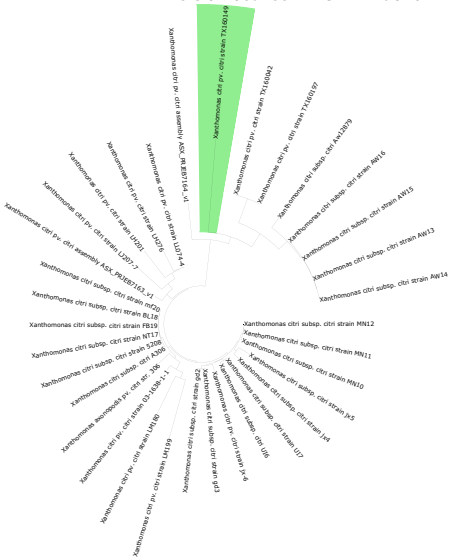 Xanthomonas citri pv. citri assembly ASX_PRJEB7164_v1
Xanthomonas citri pv. citri strain TX160149
Xanthomonas citri pv. citri strain TX160042
Xanthomonas citri pv. citri strain TX160197
Xanthomonas citri subsp. citri Aw12879
Xanthomonas citri subsp. citri strain AW16
Xanthomonas citri subsp. citri strain AW15
Xanthomonas citri subsp. citri strain AW13
Xanthomonas citri subsp. citri strain AW14
Xanthomonas citri subsp. citri strain MN12
Xanthomonas citri subsp. citri strain MN11
Xanthomonas citri subsp. citri strain MN10
Xanthomonas citri subsp. citri strain jx5
Xanthomonas citri subsp. citri strain jx4
Xanthomonas citri subsp. citri strain UI7
Xanthomonas citri subsp. citri UI6
Xanthomonas citri pv. citri strain jx-6
Xanthomonas citri subsp. citri strain gd3
Xanthomonas citri subsp. citri strain gd2
Xanthomonas citri pv. citri strain LM199
Xanthomonas citri pv. citri strain LM180
Xanthomonas citri pv. citri strain 03-1638-1-1
Xanthomonas axonopodis pv. citri str. 306
Xanthomonas citri subsp. citri A306
Xanthomonas citri subsp. citri strain 5208
Xanthomonas citri subsp. citri strain NT17
Xanthomonas citri subsp. citri strain FB19
Xanthomonas citri subsp. citri strain BL18
Xanthomonas citri subsp. citri strain mf20
Xanthomonas citri pv. citri assembly ASX_PRJEB7163_v1
Xanthomonas citri pv. citri strain LJ207-7
Xanthomonas citri pv. citri strain LH201
Xanthomonas citri pv. citri strain LH276
Xanthomonas citri pv. citri strain LL074-4